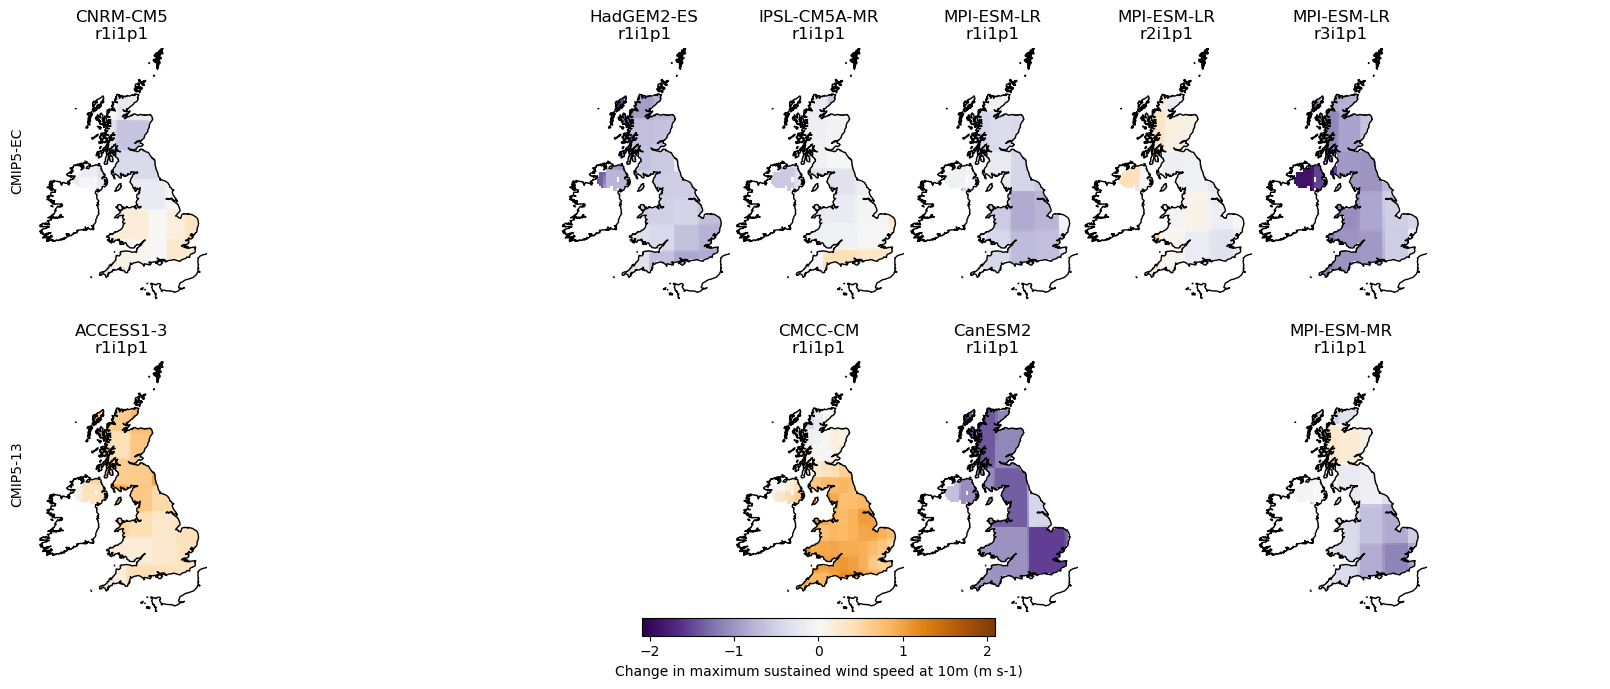 CNRM-CM5
r1i1p1
HadGEM2-ES
r1i1p1
IPSL-CM5A-MR
r1i1p1
MPI-ESM-LR
r1i1p1
MPI-ESM-LR
r2i1p1
MPI-ESM-LR
r3i1p1
CMIP5-EC
ACCESS1-3
r1i1p1
CMCC-CM
r1i1p1
CanESM2
r1i1p1
MPI-ESM-MR
r1i1p1
CMIP5-13
−2 −1 0 1 2
Change in maximum sustained wind speed at 10m (m s-1)